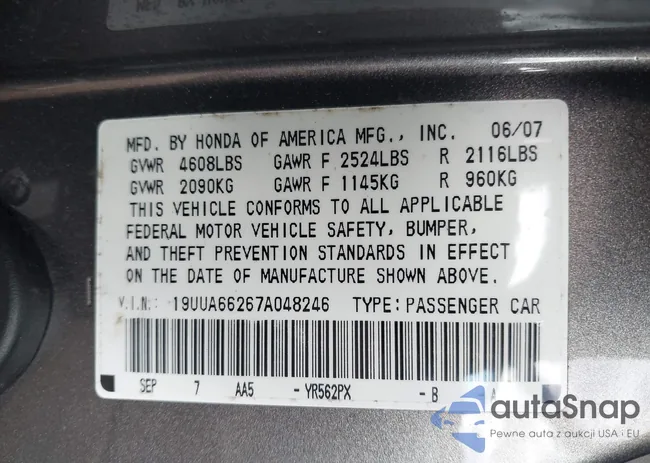 MFD. BY HONDA OF AMERICA MFG., INC. 06/07
GVWR 4608LBS GAWR F 2524LBS R 2116LBS
GVWR 2090KG GAWR F 1145KG R 960KG
THIS VEHICLE CONFORMS TO ALL APPLICABLE
FEDERAL MOTOR VEHICLE SAFETY, BUMPER,
AND THEFT PREVENTION STANDARDS IN EFFECT
ON THE DATE OF MANUFACTURE SHOWN ABOVE.
V.I.N.: 19UUA66267A048246 TYPE: PASSENGER CAR
SEP 7 AA5 - YR562PX - B A
autaSnap
Pewne auta z aukcji USA i EU